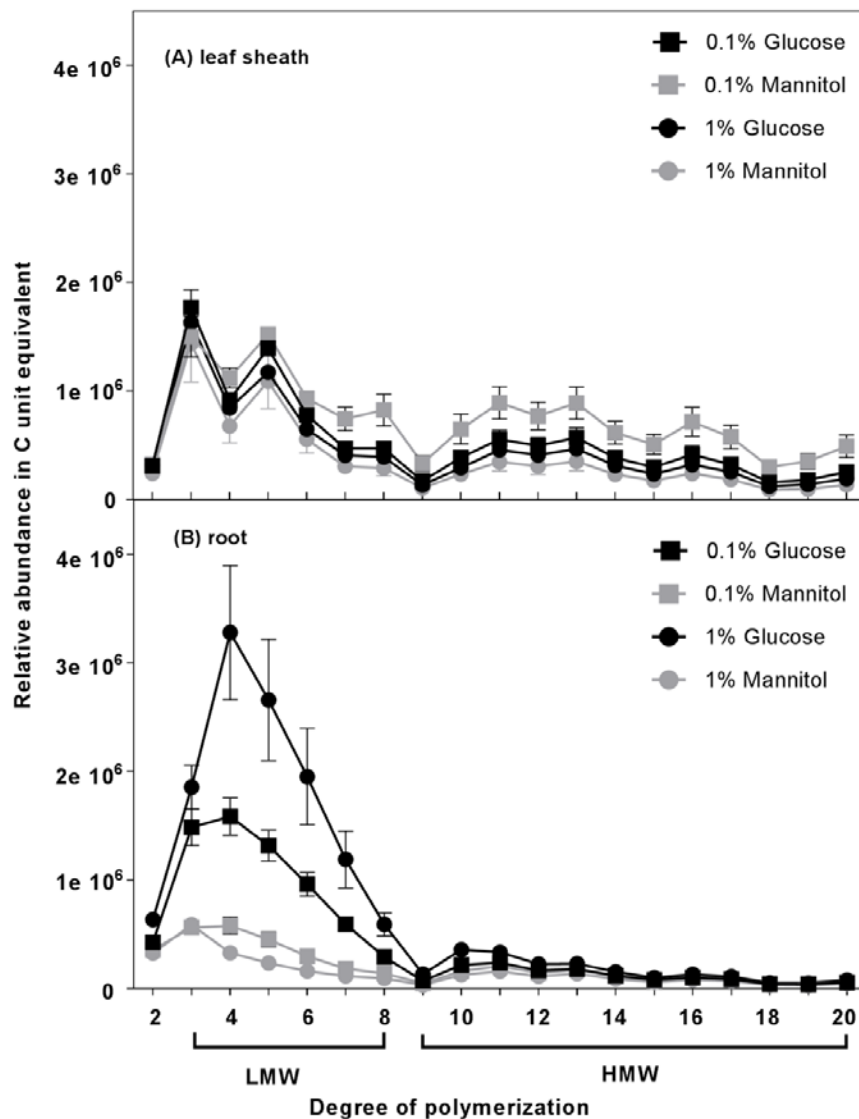 (A) leaf sheath
0.1% Glucose
0.1% Mannitol
1% Glucose
1% Mannitol
4e 10⁶
3e 10⁶
2e 10⁶
1e 10⁶
0
Relative abundance in C unit equivalent
(B) root
0.1% Glucose
0.1% Mannitol
1% Glucose
1% Mannitol
4e 10⁶
3e 10⁶
2e 10⁶
1e 10⁶
0
2 4 6 8 10 12 14 16 18 20
LMW HMW
Degree of polymerization